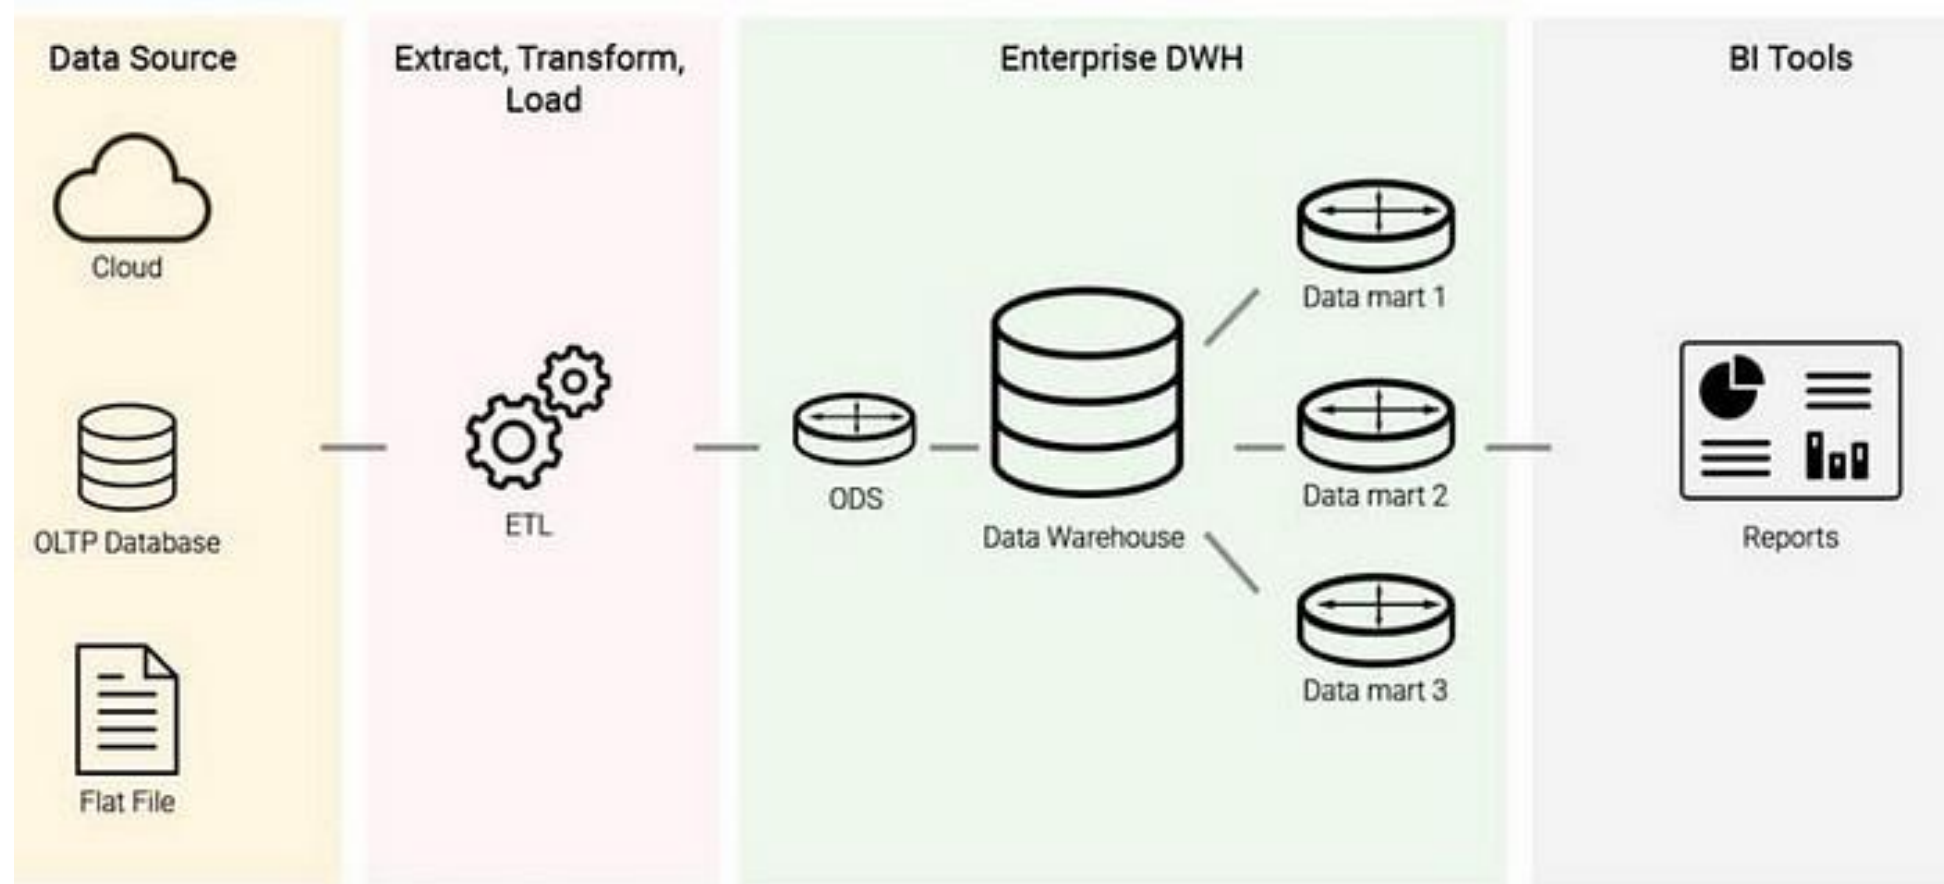 Data Source
Cloud
OLTP Database
Flat File
Extract, Transform,
Load
ETL
Enterprise DWH
ODS
Data Warehouse
Data mart 1
Data mart 2
Data mart 3
BI Tools
Reports